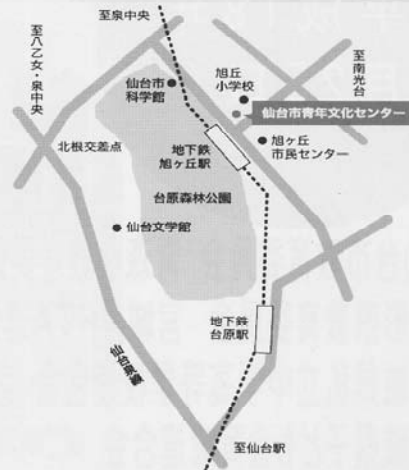 至泉中央
至八乙女・泉中央
仙台市
科学館
旭丘
小学校
至南光台
仙台市青年文化センター
北根交差点
地下鉄
旭ヶ丘駅
旭ヶ丘
市民センター
台原森林公園
仙台文学館
地下鉄
台原駅
仙台泉線
至仙台駅